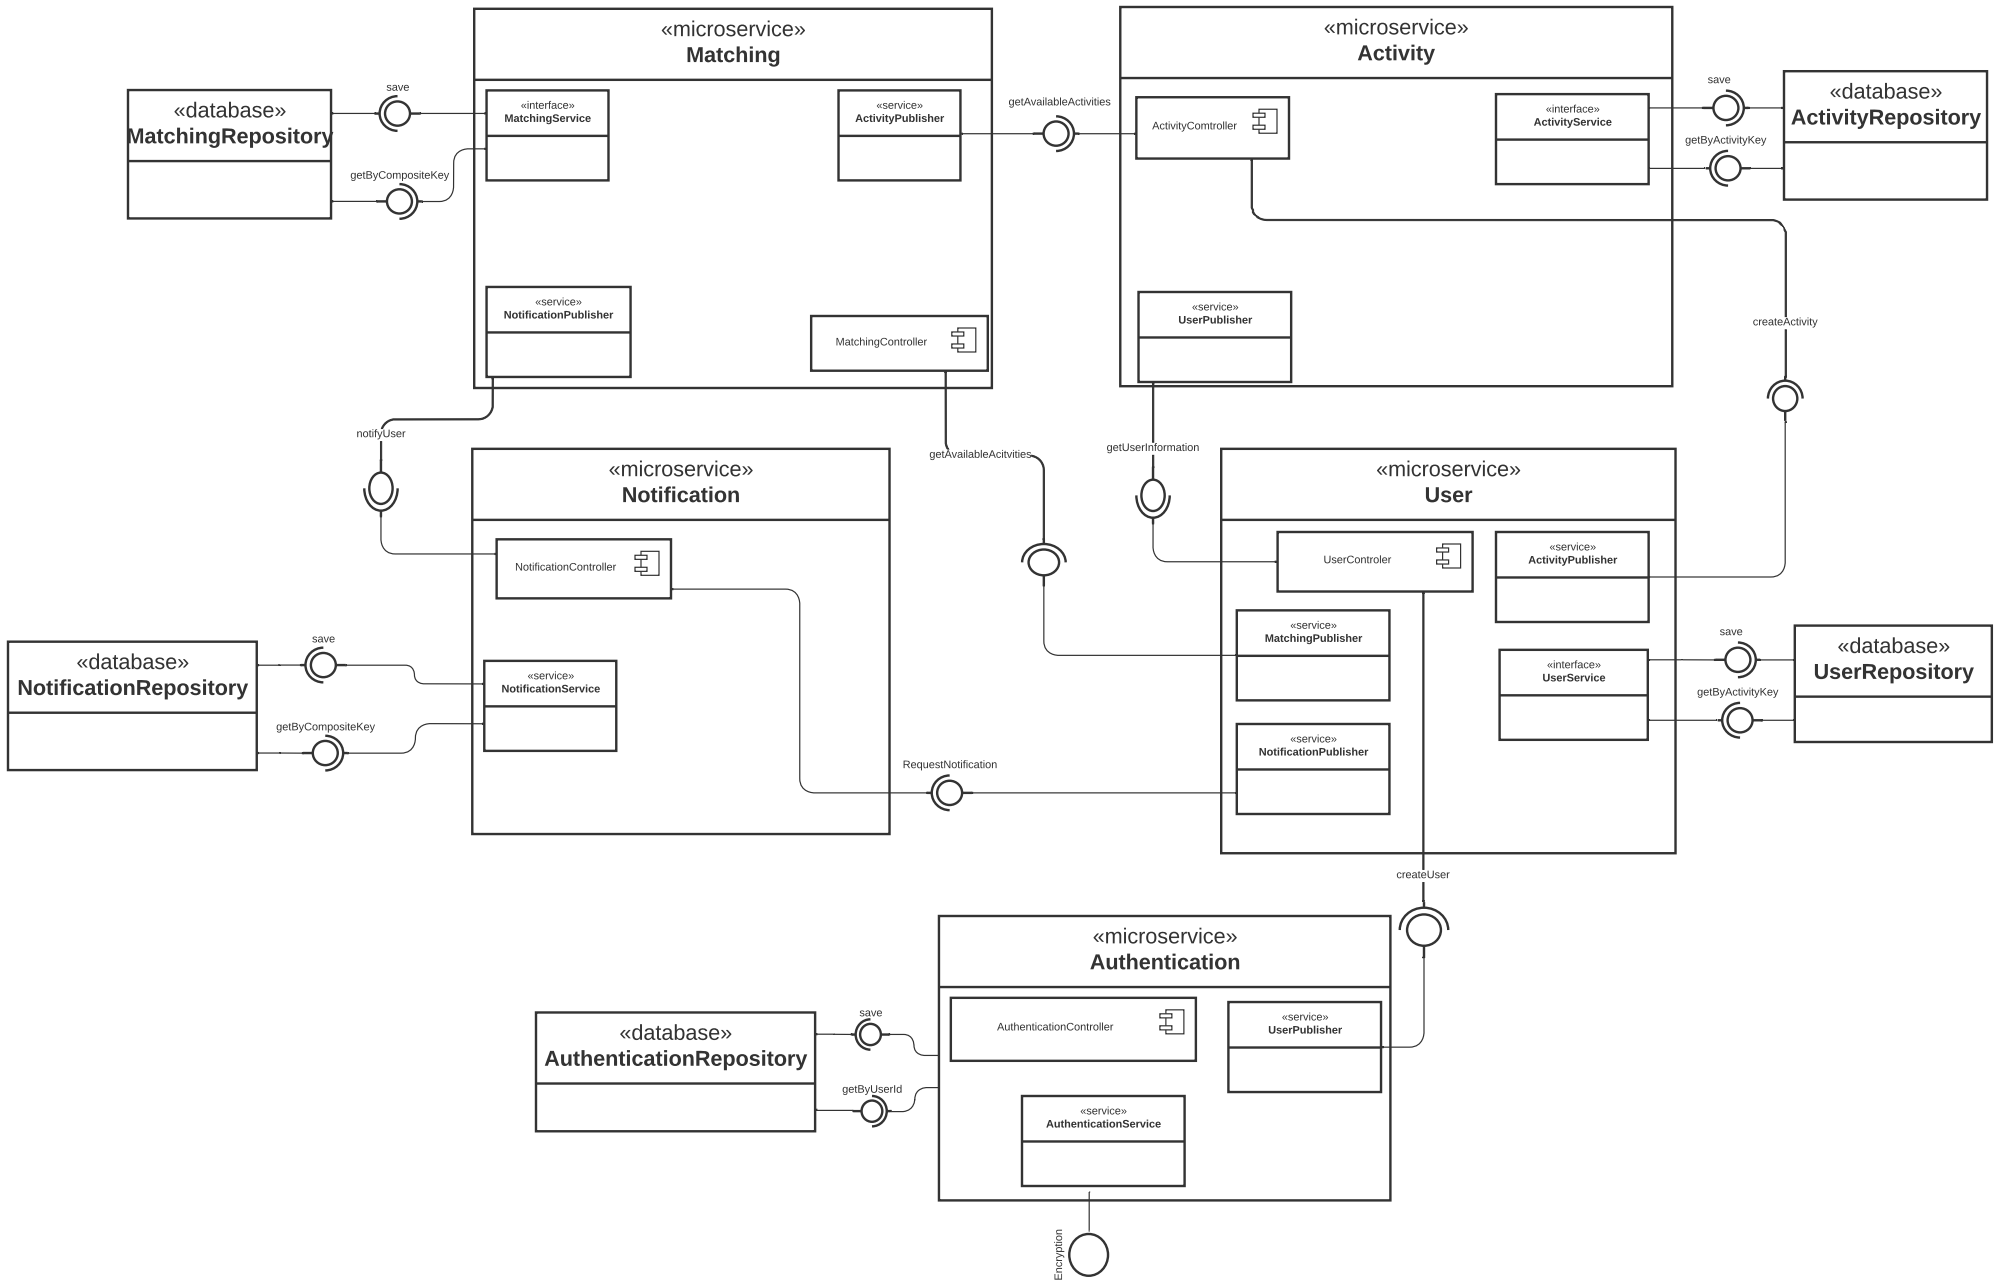 «microservice»
Matching
«microservice»
Activity
save
«database»
MatchingRepository
getByCompositeKey
«interface»
MatchingService
«service»
ActivityPublisher
getAvailableActivities
ActivityComtroller
«interface»
ActivityService
save
getByActivityKey
«database»
ActivityRepository
«service»
NotificationPublisher
MatchingController
«service»
UserPublisher
createActivity
notifyUser
getAvailableAcitvities
getUserInformation
«microservice»
Notification
«microservice»
User
NotificationController
UserControler
«service»
ActivityPublisher
«database»
NotificationRepository
save
getByCompositeKey
«service»
NotificationService
«service»
MatchingPublisher
«interface»
UserService
save
getByActivityKey
«database»
UserRepository
«service»
NotificationPublisher
RequestNotification
createUser
«microservice»
Authentication
«database»
AuthenticationRepository
save
getByUserId
AuthenticationController
«service»
UserPublisher
«service»
AuthenticationService
Encryption